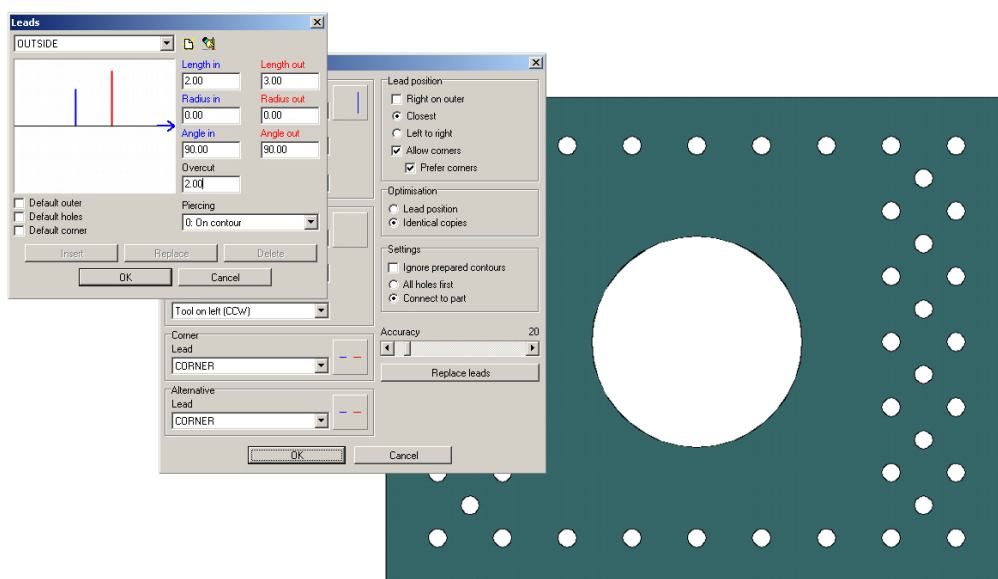 Leads
OUTSIDE
Length in
Length out
2.00
3.00
Radius in
Radius out
0.00
0.00
Angle in
Angle out
90.00
90.00
Overcut
2.00
Default outer
Default holes
Default corner
Piercing
0: On contour
Insert
Replace
Delete
OK
Cancel
Tool on left (CCW)
Corner
Lead
CORNER
Alternative
Lead
CORNER
Lead position
Right on outer
Closest
Left to right
Allow corners
Prefer corners
Optimisation
Lead position
Identical copies
Settings
Ignore prepared contours
All holes first
Connect to part
Accuracy
20
Replace leads
OK
Cancel